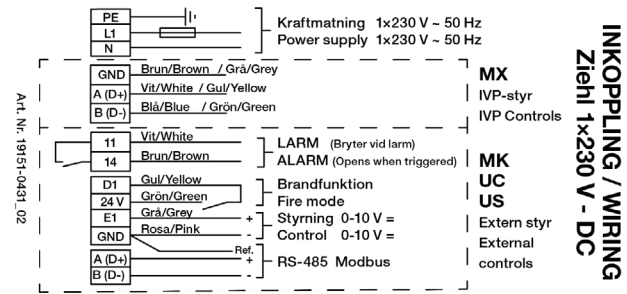 PE
L1
N
Kraftmatning 1×230 V ~ 50 Hz
Power supply 1×230 V ~ 50 Hz
GND Brun/Brown / Grå/Grey
A (D+) Vit/White / Gul/Yellow
B (D-) Blå/Blue / Grön/Green
MX
IVP-styr
IVP Controls
11 Vit/White
14 Brun/Brown
LARM (Bryter vid larm)
ALARM (Opens when triggered)
D1 Gul/Yellow
24 V Grön/Green
Brandfunktion
Fire mode
E1 Grå/Grey +
GND Rosa/Pink -
Styrning 0-10 V =
Control 0-10 V =
Ref.
A (D+) +
B (D-) -
RS-485 Modbus
MK
UC
US
Extern styr
External
controls
INKOPPLING / WIRING
Ziehl 1×230 V - DC
Art. Nr. 19151-0431_02